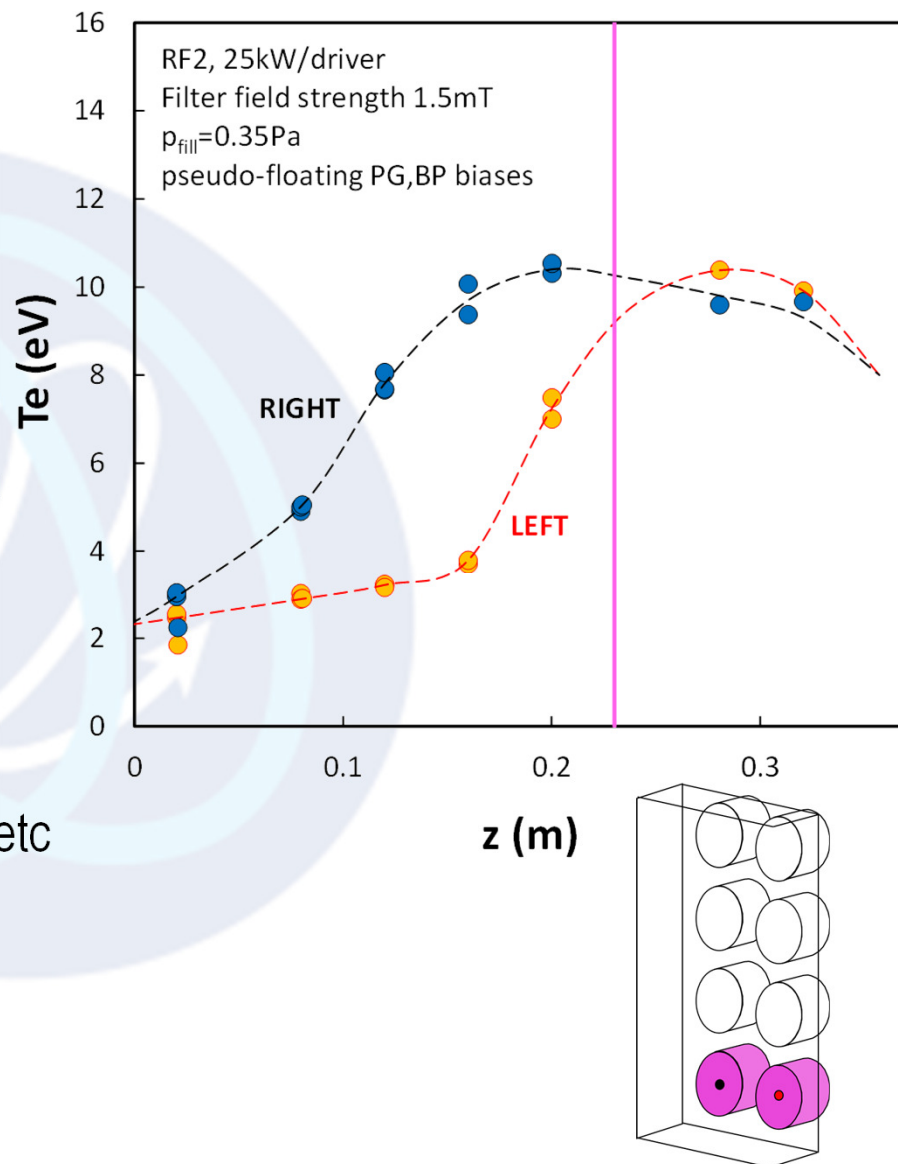 16
14
12
10
8
6
4
2
0
Te (eV)
RF2, 25kW/driver
Filter field strength 1.5mT
pfill=0.35Pa
pseudo-floating PG,BP biases
RIGHT
LEFT
0
0.1
0.2
0.3
z (m)
etc